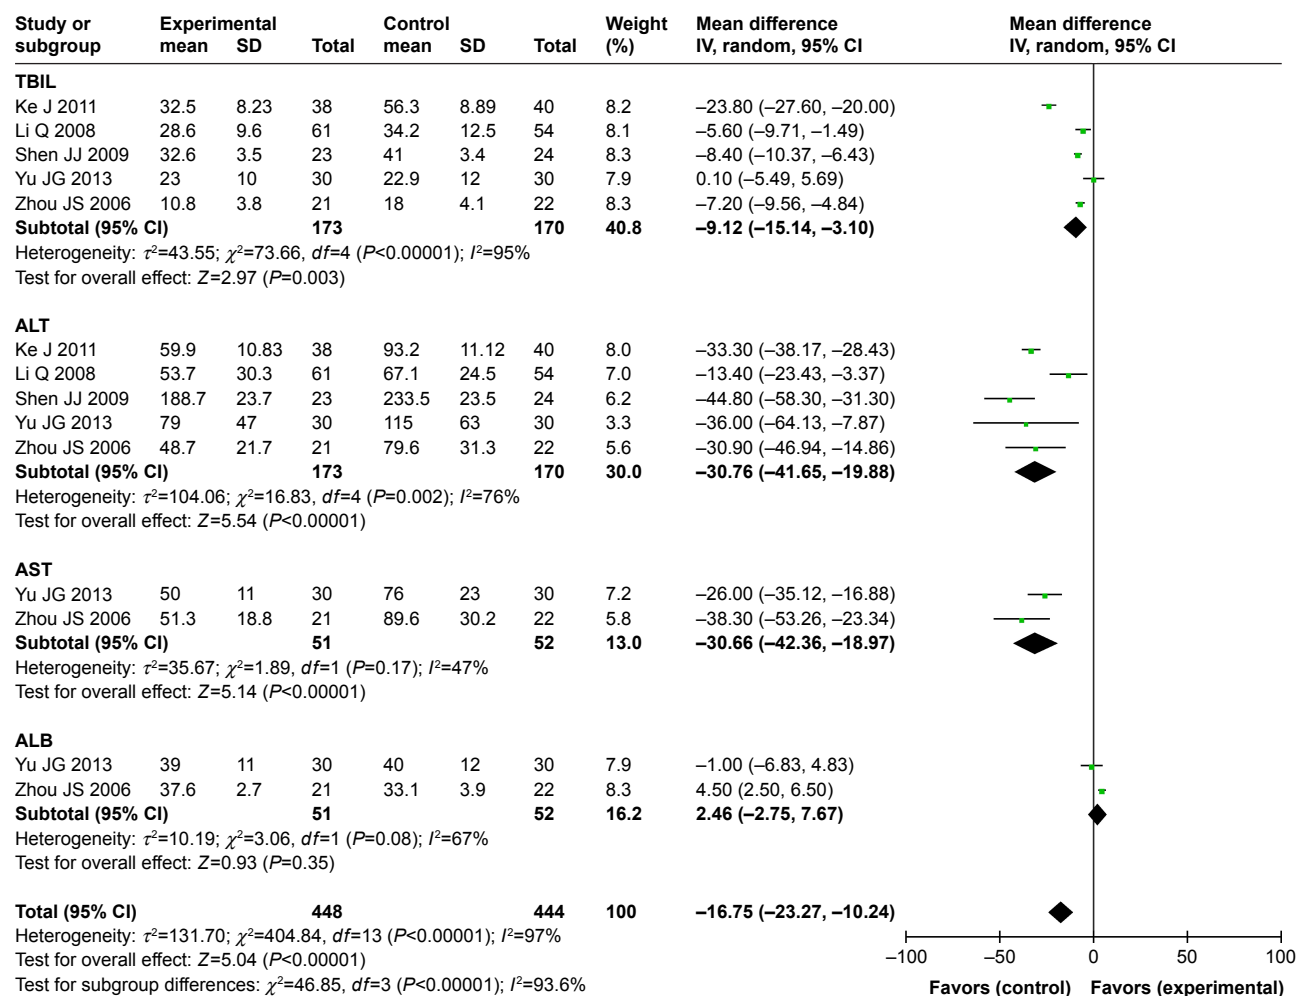 Study or Experimental Control Weight Mean difference Mean difference
subgroup mean SD Total mean SD Total (%) IV, random, 95% CI IV, random, 95% CI
TBIL
Ke J 2011 32.5 8.23 38 56.3 8.89 40 8.2 –23.80 (–27.60, –20.00)
Li Q 2008 28.6 9.6 61 34.2 12.5 54 8.1 –5.60 (–9.71, –1.49)
Shen JJ 2009 32.6 3.5 23 41 3.4 24 8.3 –8.40 (–10.37, –6.43)
Yu JG 2013 23 10 30 22.9 12 30 7.9 0.10 (–5.49, 5.69)
Zhou JS 2006 10.8 3.8 21 18 4.1 22 8.3 –7.20 (–9.56, –4.84)
Subtotal (95% CI) 173 170 40.8 –9.12 (–15.14, –3.10)
Heterogeneity: τ²=43.55; χ²=73.66, df=4 (P<0.00001); I²=95%
Test for overall effect: Z=2.97 (P=0.003)
ALT
Ke J 2011 59.9 10.83 38 93.2 11.12 40 8.0 –33.30 (–38.17, –28.43)
Li Q 2008 53.7 30.3 61 67.1 24.5 54 7.0 –13.40 (–23.43, –3.37)
Shen JJ 2009 188.7 23.7 23 233.5 23.5 24 6.2 –44.80 (–58.30, –31.30)
Yu JG 2013 79 47 30 115 63 30 3.3 –36.00 (–64.13, –7.87)
Zhou JS 2006 48.7 21.7 21 79.6 31.3 22 5.6 –30.90 (–46.94, –14.86)
Subtotal (95% CI) 173 170 30.0 –30.76 (–41.65, –19.88)
Heterogeneity: τ²=104.06; χ²=16.83, df=4 (P=0.002); I²=76%
Test for overall effect: Z=5.54 (P<0.00001)
AST
Yu JG 2013 50 11 30 76 23 30 7.2 –26.00 (–35.12, –16.88)
Zhou JS 2006 51.3 18.8 21 89.6 30.2 22 5.8 –38.30 (–53.26, –23.34)
Subtotal (95% CI) 51 52 13.0 –30.66 (–42.36, –18.97)
Heterogeneity: τ²=35.67; χ²=1.89, df=1 (P=0.17); I²=47%
Test for overall effect: Z=5.14 (P<0.00001)
ALB
Yu JG 2013 39 11 30 40 12 30 7.9 –1.00 (–6.83, 4.83)
Zhou JS 2006 37.6 2.7 21 33.1 3.9 22 8.3 4.50 (2.50, 6.50)
Subtotal (95% CI) 51 52 16.2 2.46 (–2.75, 7.67)
Heterogeneity: τ²=10.19; χ²=3.06, df=1 (P=0.08); I²=67%
Test for overall effect: Z=0.93 (P=0.35)
Total (95% CI) 448 444 100 –16.75 (–23.27, –10.24)
Heterogeneity: τ²=131.70; χ²=404.84, df=13 (P<0.00001); I²=97%
Test for overall effect: Z=5.04 (P<0.00001)
Test for subgroup differences: χ²=46.85, df=3 (P<0.00001); I²=93.6%
–100 –50 0 50 100
Favors (control) Favors (experimental)